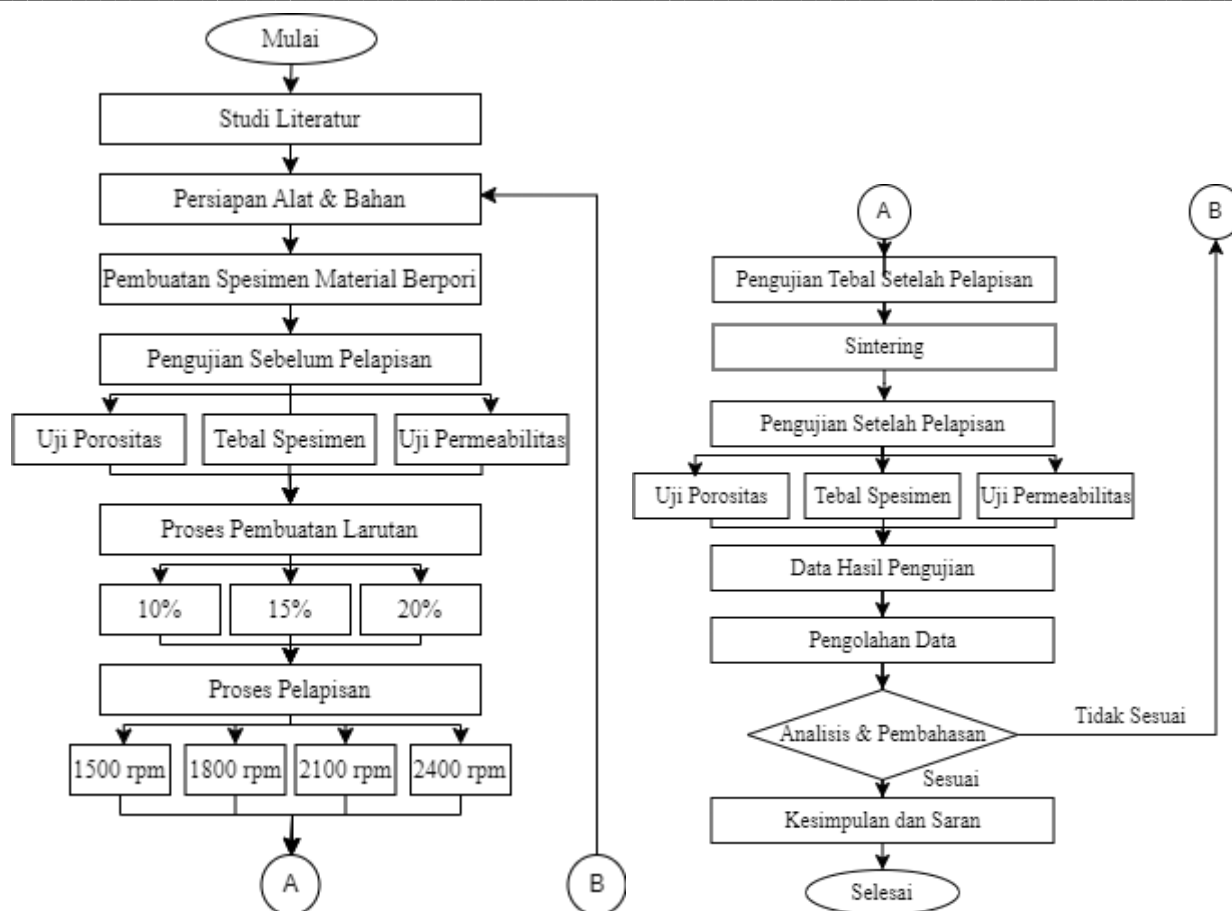 Mulai
Studi Literatur
Persiapan Alat & Bahan
Pembuatan Spesimen Material Berpori
Pengujian Sebelum Pelapisan
Uji Porositas
Tebal Spesimen
Uji Permeabilitas
Proses Pembuatan Larutan
10%
15%
20%
Proses Pelapisan
1500 rpm
1800 rpm
2100 rpm
2400 rpm
A
B
A
B
Pengujian Tebal Setelah Pelapisan
Sintering
Pengujian Setelah Pelapisan
Uji Porositas
Tebal Spesimen
Uji Permeabilitas
Data Hasil Pengujian
Pengolahan Data
Analisis & Pembahasan
Tidak Sesuai
Sesuai
Kesimpulan dan Saran
Selesai